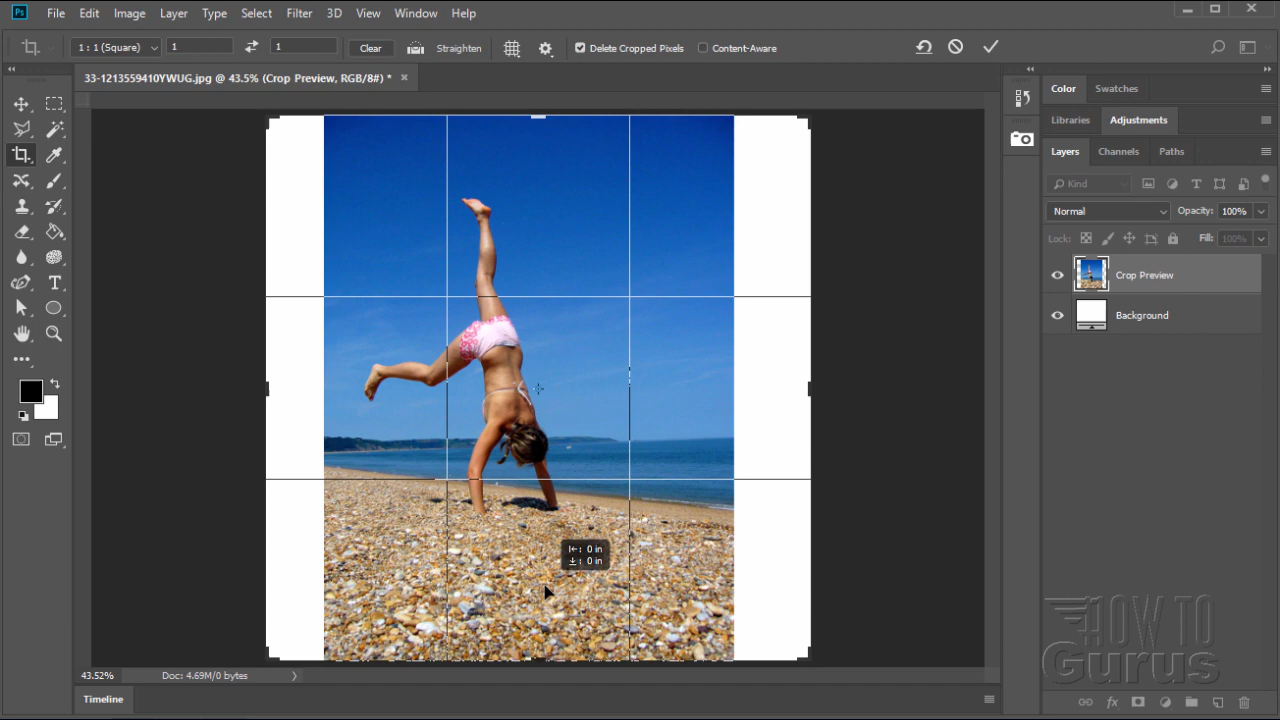 Ps File Edit Image Layer Type Select Filter 3D View Window Help
1 : 1 (Square) 1 1 Clear Straighten Delete Cropped Pixels Content-Aware
33-1213559410YWUG.jpg @ 43.5% (Crop Preview, RGB/8#) * ×
Color Swatches
Libraries Adjustments
Layers Channels Paths
Kind
Normal Opacity: 100%
Lock: Fill: 100%
Crop Preview
Background
0 in
0 in
HOW TO
Gurus
43.52% Doc: 4.69M/0 bytes
Timeline